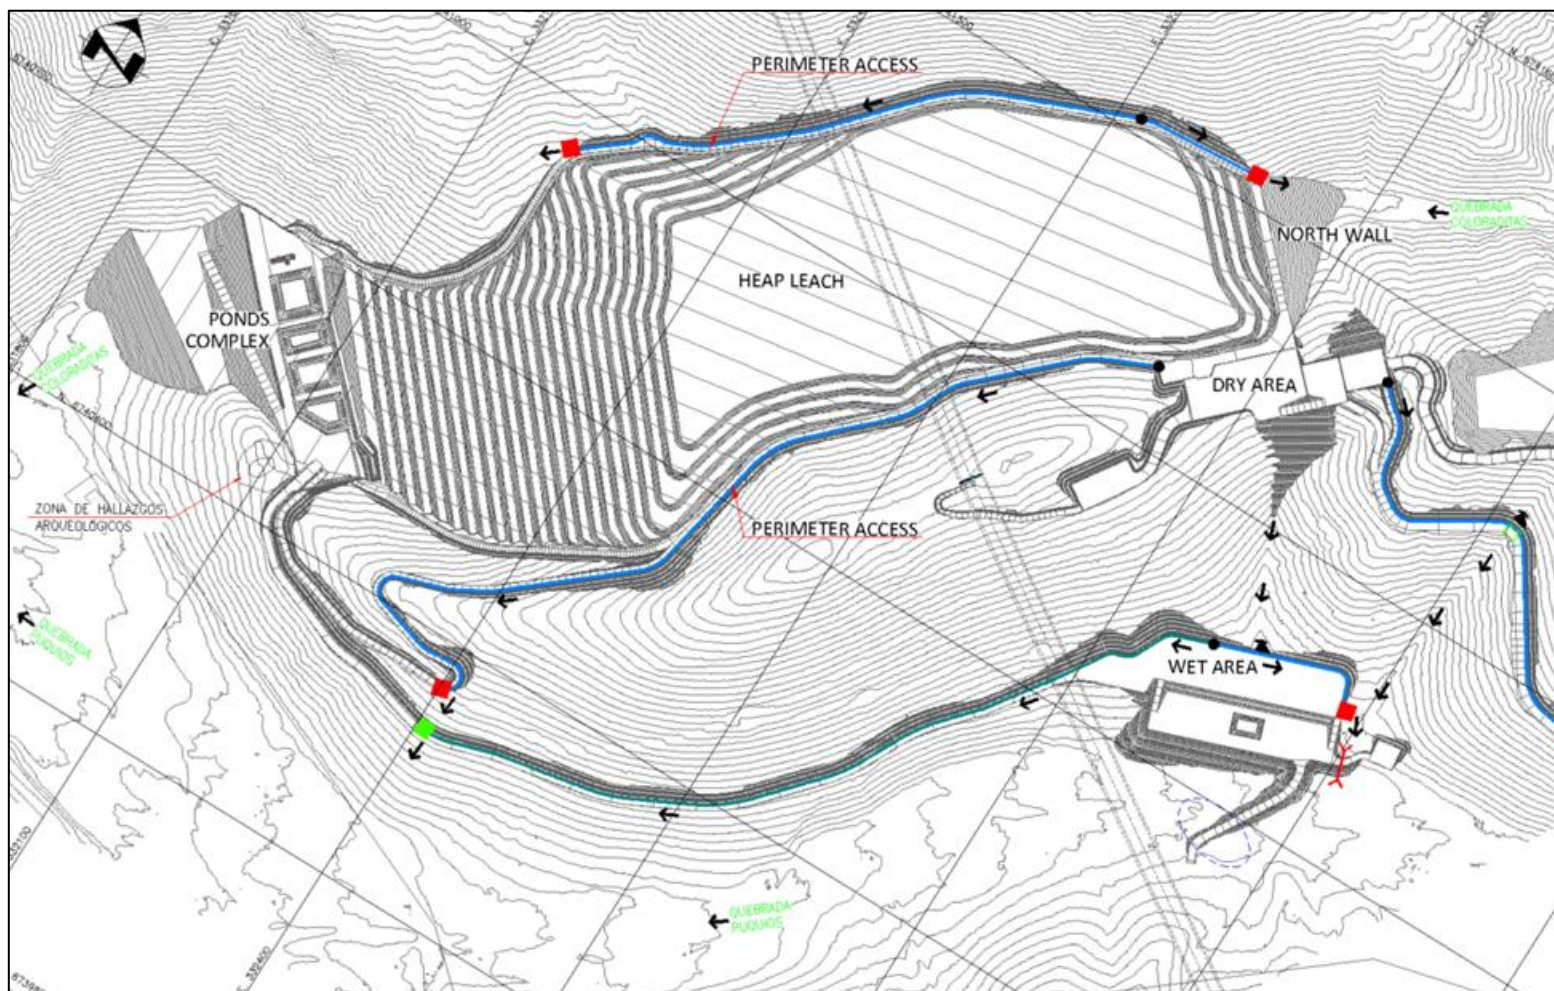 PERIMETER ACCESS
QUEBRADA
COLORADITAS
NORTH WALL
HEAP LEACH
PONDS
COMPLEX
QUEBRADA
COLORADITAS
DRY AREA
ZONA DE HALLAZGOS
ARQUEOLÓGICOS
PERIMETER ACCESS
QUEBRADA
PUQUIOS
WET AREA
QUEBRADA
PUQUIOS
E. 332400